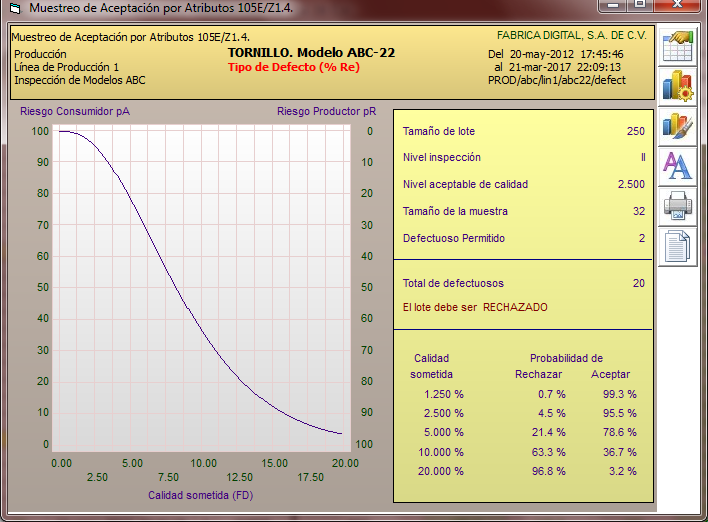 Muestreo de Aceptación por Atributos 105E/Z1.4.
Muestreo de Aceptación por Atributos 105E/Z1.4.
FABRICA DIGITAL, S.A. DE C.V.
Producción
TORNILLO. Modelo ABC-22
Del 20-may-2012 17:45:46
Línea de Producción 1
Tipo de Defecto (% Re)
al 21-mar-2017 22:09:13
Inspección de Modelos ABC
PROD/abc/lin1/abc22/defect
Riesgo Consumidor pA
Riesgo Productor pR
100 0
90 10
80 20
70 30
60 40
50 50
40 60
30 70
20 80
10 90
0 100
0.00 5.00 10.00 15.00 20.00
2.50 7.50 12.50 17.50
Calidad sometida (FD)
Tamaño de lote 250
Nivel inspección II
Nivel aceptable de calidad 2.500
Tamaño de la muestra 32
Defectuoso Permitido 2
Total de defectuosos 20
El lote debe ser RECHAZADO
Calidad Probabilidad de
sometida Rechazar Aceptar
1.250 % 0.7 % 99.3 %
2.500 % 4.5 % 95.5 %
5.000 % 21.4 % 78.6 %
10.000 % 63.3 % 36.7 %
20.000 % 96.8 % 3.2 %